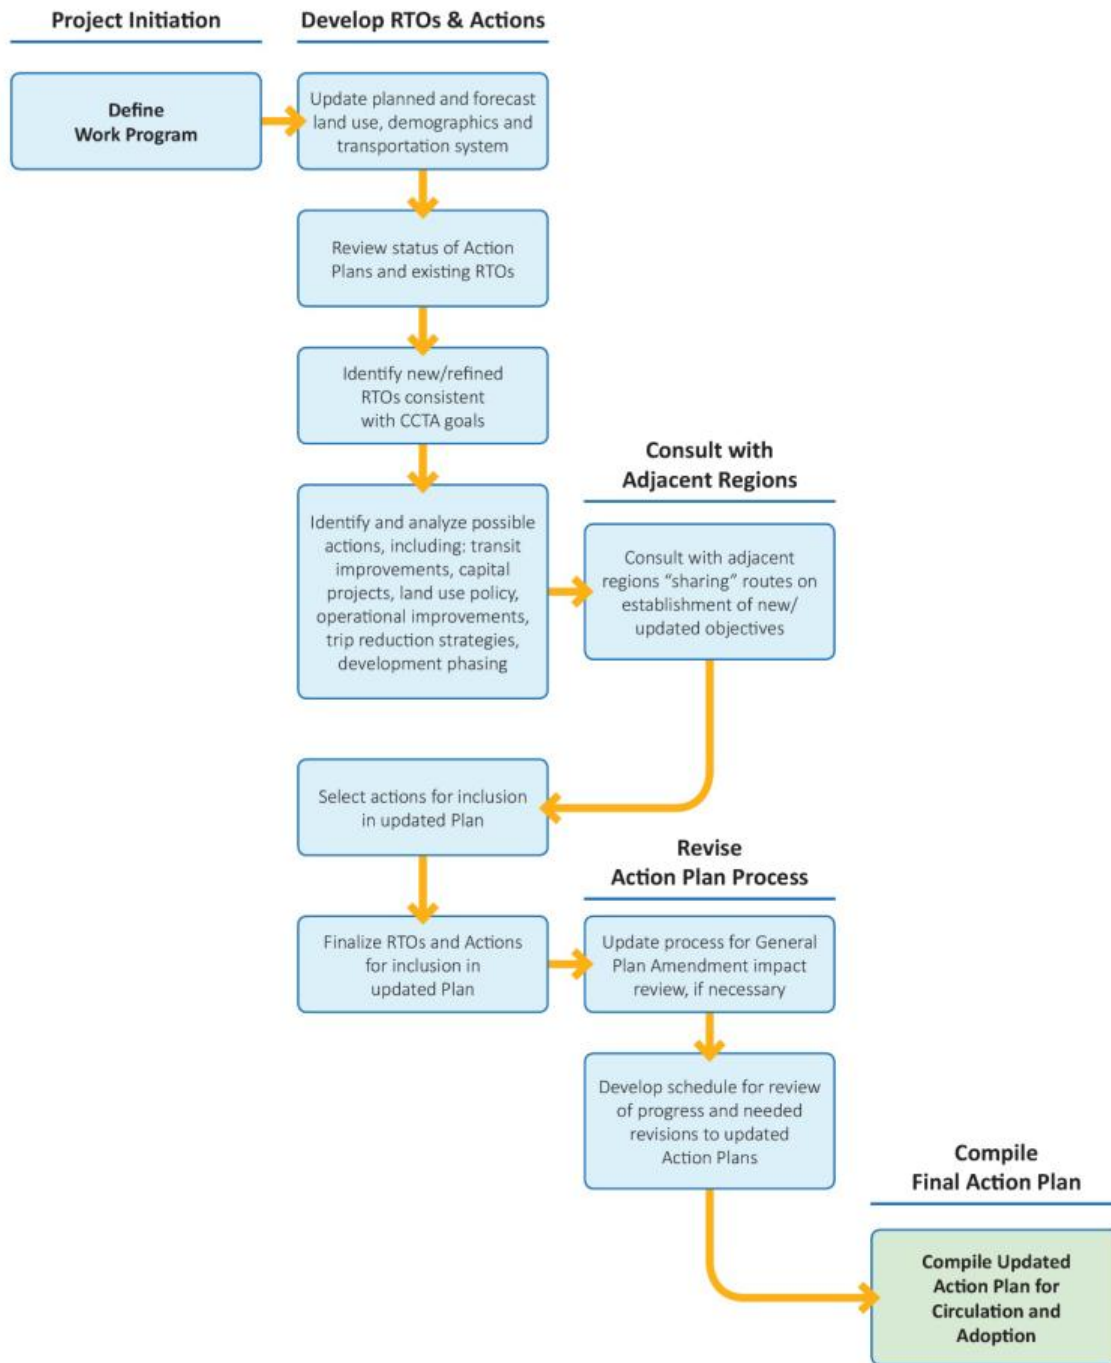 Project Initiation
Develop RTOs & Actions
Define
Work Program
Update planned and forecast
land use, demographics and
transportation system
Review status of Action
Plans and existing RTOs
Identify new/refined
RTOs consistent
with CCTA goals
Consult with
Adjacent Regions
Identify and analyze possible
actions, including: transit
improvements, capital
projects, land use policy,
operational improvements,
trip reduction strategies,
development phasing
Consult with adjacent
regions “sharing” routes on
establishment of new/
updated objectives
Select actions for inclusion
in updated Plan
Revise
Action Plan Process
Finalize RTOs and Actions
for inclusion in
updated Plan
Update process for General
Plan Amendment impact
review, if necessary
Develop schedule for review
of progress and needed
revisions to updated
Action Plans
Compile
Final Action Plan
Compile Updated
Action Plan for
Circulation and
Adoption